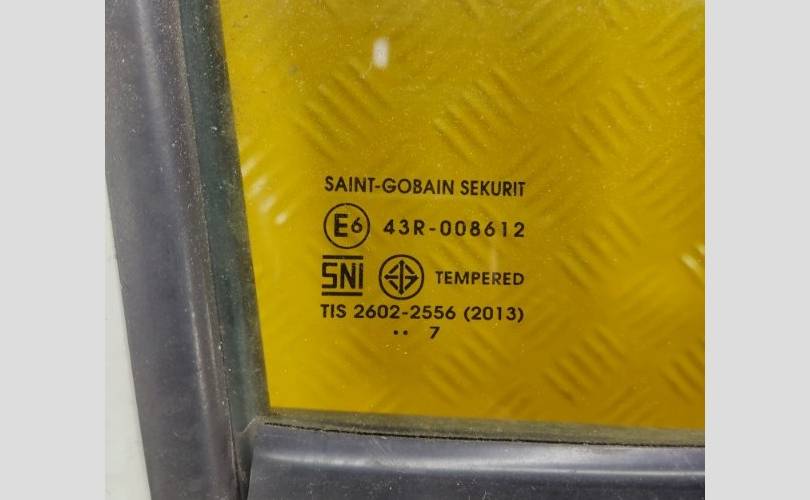 SAINT-GOBAIN SEKURIT
E6 43R-008612
SNI TEMPERED
TIS 2602-2556 (2013)
·· 7